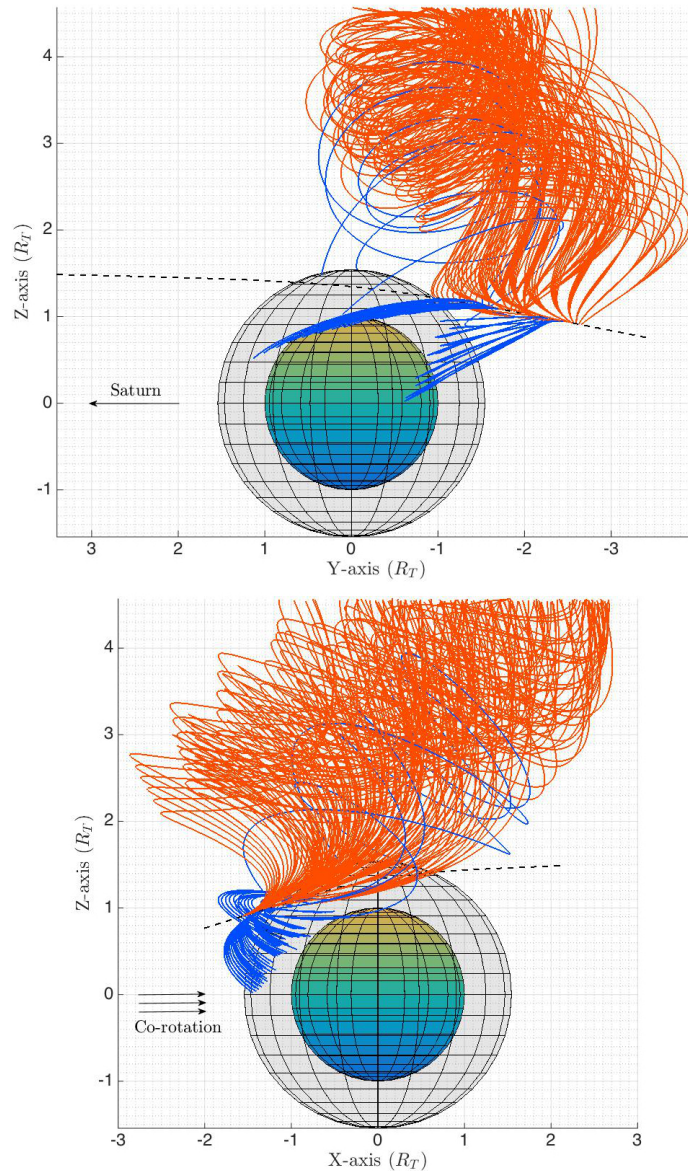 4
3
2
1
0
-1
Z-axis (R_T)
Saturn
3 2 1 0 -1 -2 -3
Y-axis (R_T)
4
3
2
1
0
-1
Z-axis (R_T)
Co-rotation
-3 -2 -1 0 1 2 3
X-axis (R_T)